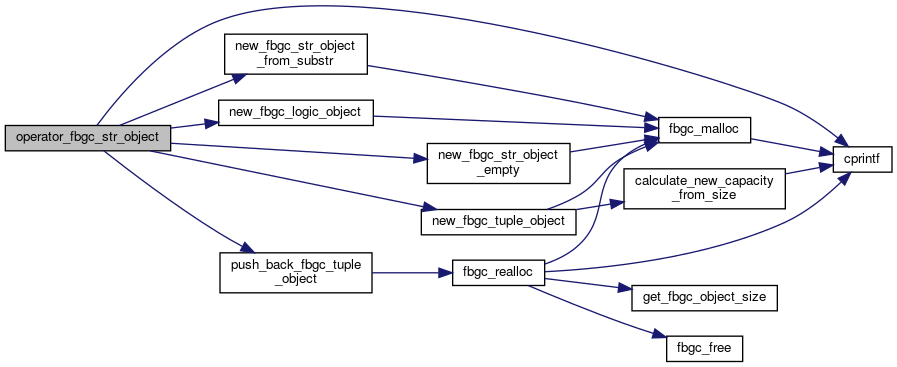 operator_fbgc_str_object
new_fbgc_str_object
_from_substr
new_fbgc_logic_object
new_fbgc_str_object
_empty
new_fbgc_tuple_object
push_back_fbgc_tuple
_object
fbgc_realloc
fbgc_malloc
calculate_new_capacity
_from_size
get_fbgc_object_size
fbgc_free
cprintf